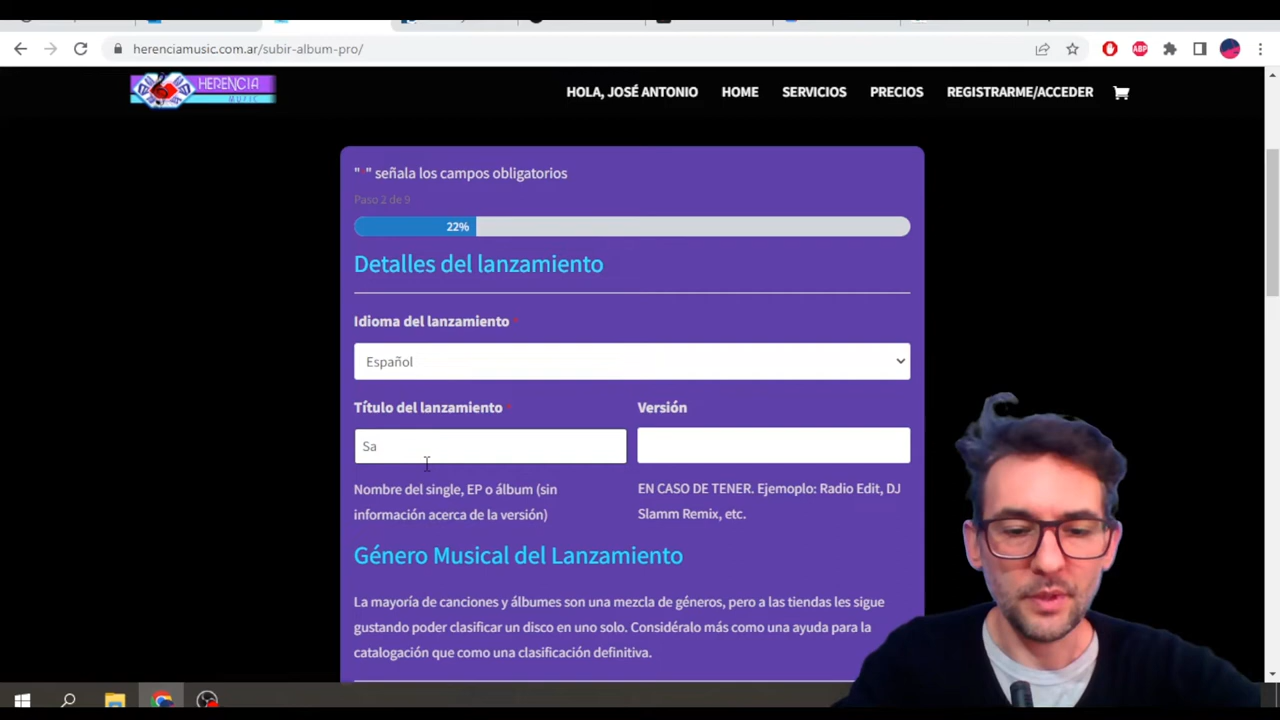 herenciamusic.com.ar/subir-album-pro/
ABP
HERENCIA
MUSIC
HOLA, JOSÉ ANTONIO
HOME
SERVICIOS
PRECIOS
REGISTRARME/ACCEDER
"*" señala los campos obligatorios
Paso 2 de 9
22%
Detalles del lanzamiento
Idioma del lanzamiento *
Español
Título del lanzamiento *
Versión
Sa
Nombre del single, EP o álbum (sin
información acerca de la versión)
EN CASO DE TENER. Ejemoplo: Radio Edit, DJ
Slamm Remix, etc.
Género Musical del Lanzamiento
La mayoría de canciones y álbumes son una mezcla de géneros, pero a las tiendas les sigue
gustando poder clasificar un disco en uno solo. Considéralo más como una ayuda para la
catalogación que como una clasificación definitiva.